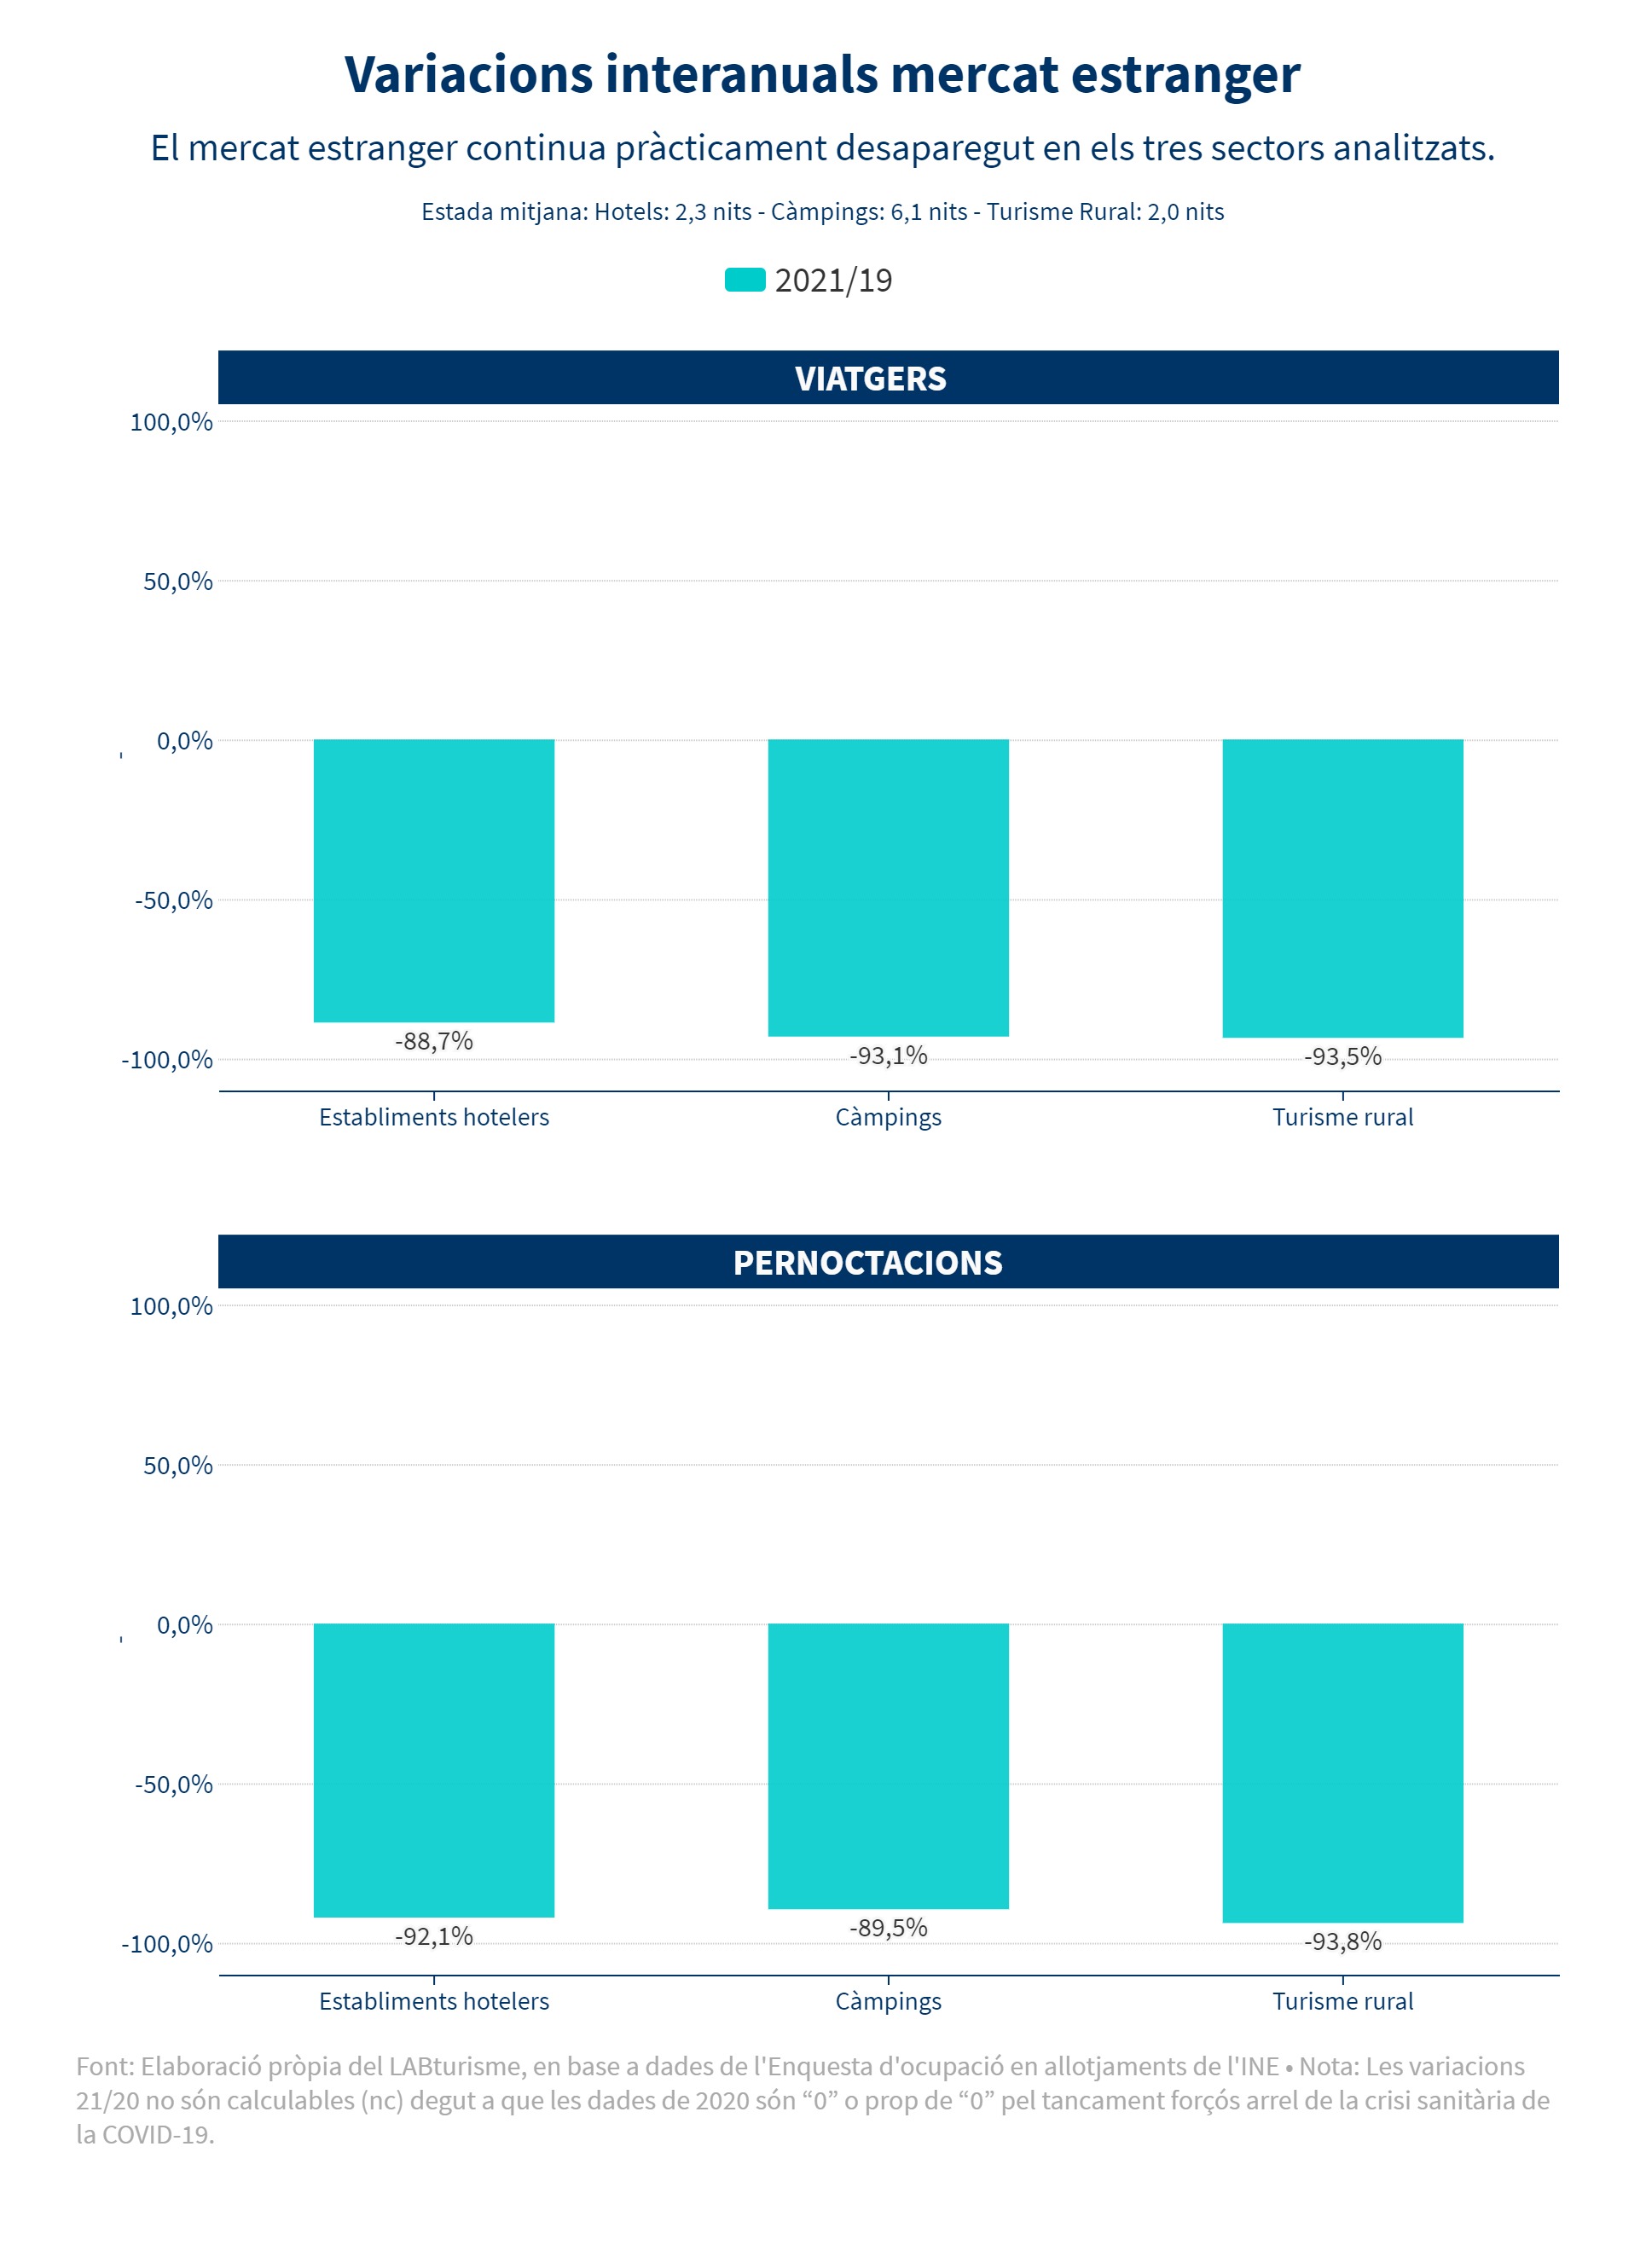 Variacions interanuals mercat estranger
El mercat estranger continua pràcticament desaparegut en els tres sectors analitzats.
Estada mitjana: Hotels: 2,3 nits - Càmpings: 6,1 nits - Turisme Rural: 2,0 nits
2021/19
VIATGERS
100,0%
50,0%
0,0%
-
-50,0%
-100,0%
-88,7%
-93,1%
-93,5%
Establiments hotelers
Càmpings
Turisme rural
PERNOCTACIONS
100,0%
50,0%
0,0%
-
-50,0%
-100,0%
-92,1%
-89,5%
-93,8%
Establiments hotelers
Càmpings
Turisme rural
Font: Elaboració pròpia del LABturisme, en base a dades de l'Enquesta d'ocupació en allotjaments de l'INE • Nota: Les variacions
21/20 no són calculables (nc) degut a que les dades de 2020 són “0” o prop de “0” pel tancament forçós arrel de la crisi sanitària de
la COVID-19.